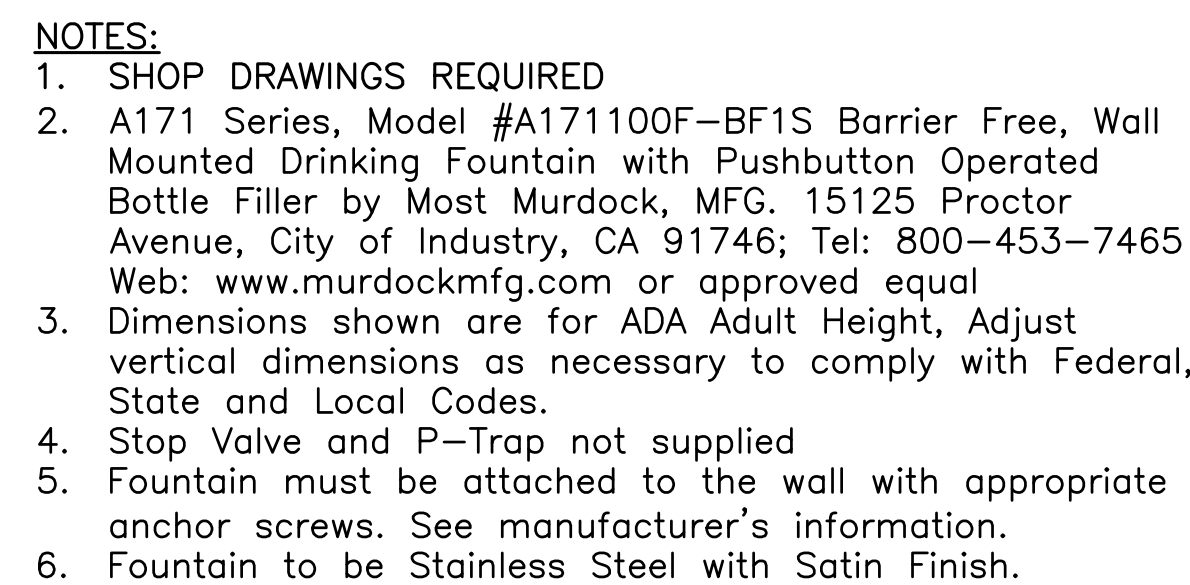 NOTES:
1. SHOP DRAWINGS REQUIRED
2. A171 Series, Model #A171100F–BF1S Barrier Free, Wall
Mounted Drinking Fountain with Pushbutton Operated
Bottle Filler by Most Murdock, MFG. 15125 Proctor
Avenue, City of Industry, CA 91746; Tel: 800–453–7465
Web: www.murdockmfg.com or approved equal
3. Dimensions shown are for ADA Adult Height, Adjust
vertical dimensions as necessary to comply with Federal,
State and Local Codes.
4. Stop Valve and P–Trap not supplied
5. Fountain must be attached to the wall with appropriate
anchor screws. See manufacturer's information.
6. Fountain to be Stainless Steel with Satin Finish.